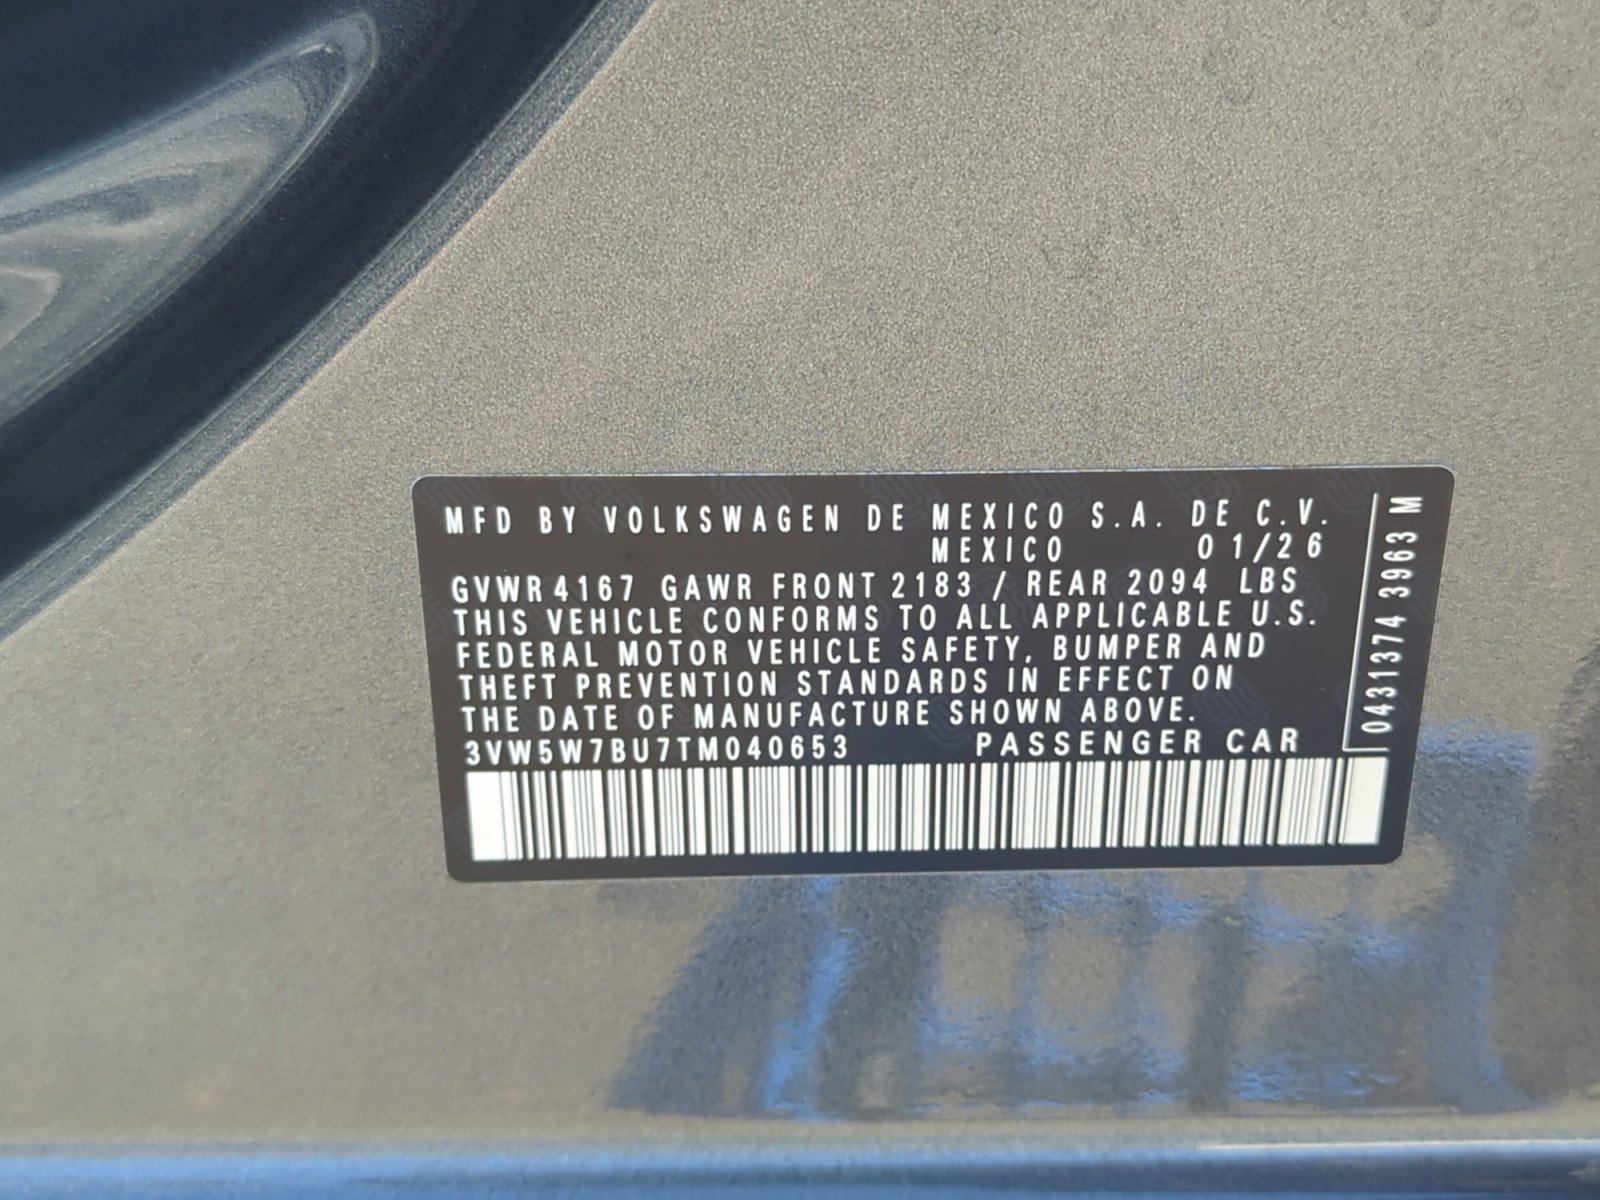 MFD BY VOLKSWAGEN DE MEXICO S.A. DE C.V.
MEXICO 01/26
GVWR 4167 GAWR FRONT 2183 / REAR 2094 LBS
THIS VEHICLE CONFORMS TO ALL APPLICABLE U.S.
FEDERAL MOTOR VEHICLE SAFETY, BUMPER AND
THEFT PREVENTION STANDARDS IN EFFECT ON
THE DATE OF MANUFACTURE SHOWN ABOVE.
3VW5W7BU7TM040653 PASSENGER CAR
0431374 3963 M